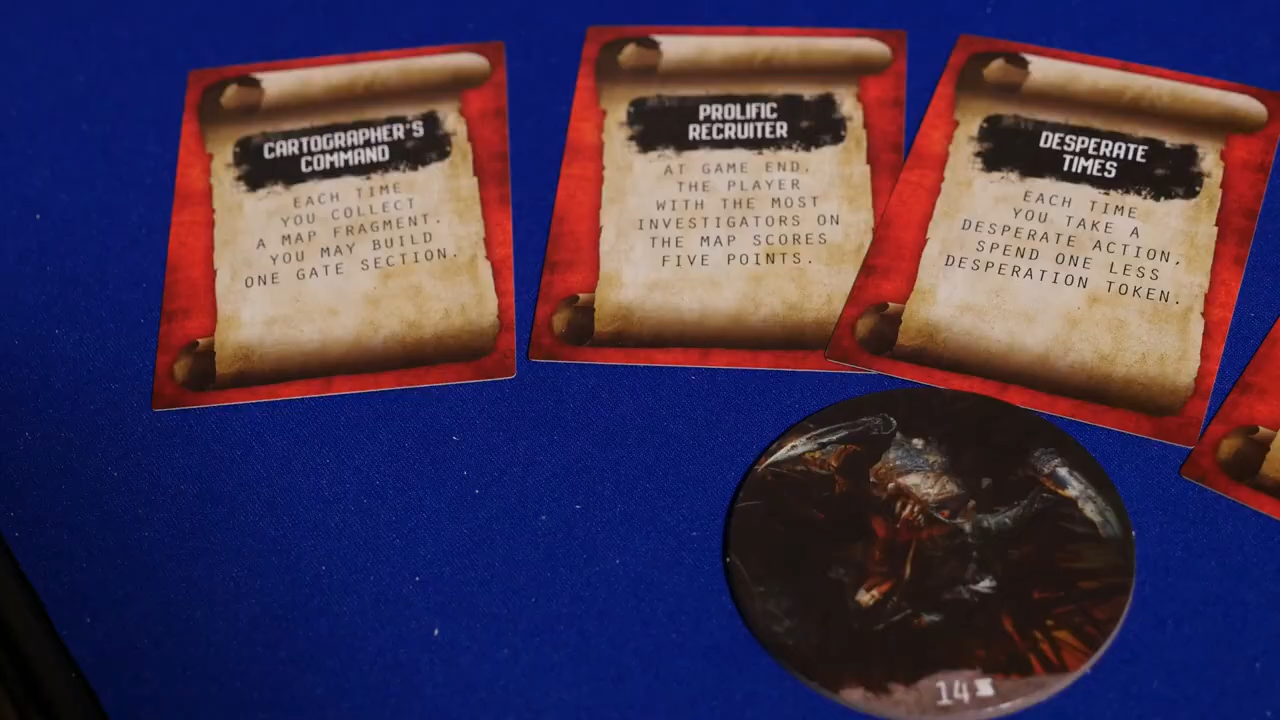 CARTOGRAPHER'S
COMMAND
EACH TIME
YOU COLLECT
A MAP FRAGMENT,
YOU MAY BUILD
ONE GATE SECTION.
PROLIFIC
RECRUITER
AT GAME END,
THE PLAYER
WITH THE MOST
INVESTIGATORS ON
THE MAP SCORES
FIVE POINTS.
DESPERATE
TIMES
EACH TIME
YOU TAKE A
DESPERATE ACTION,
SPEND ONE LESS
DESPERATION TOKEN.
14